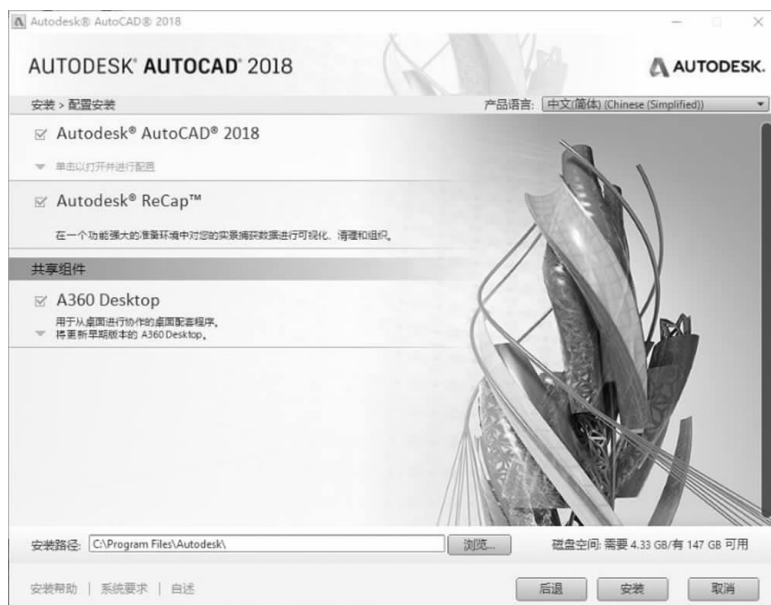 Autodesk® AutoCAD® 2018
AUTODESK® AUTOCAD® 2018
AUTODESK.
安装 > 配置安装
产品语言: 中文(简体) (Chinese (Simplified))
Autodesk® AutoCAD® 2018
单击以打开并进行配置
Autodesk® ReCap™
在一个功能强大的准备环境中对您的实景捕获数据进行可视化、清理和组织。
共享组件
A360 Desktop
用于从桌面进行协作的桌面配套程序。
将更新早期版本的 A360 Desktop。
安装路径: C:\Program Files\Autodesk\ 浏览... 磁盘空间: 需要 4.33 GB/有 147 GB 可用
安装帮助 | 系统要求 | 自述 后退 安装 取消